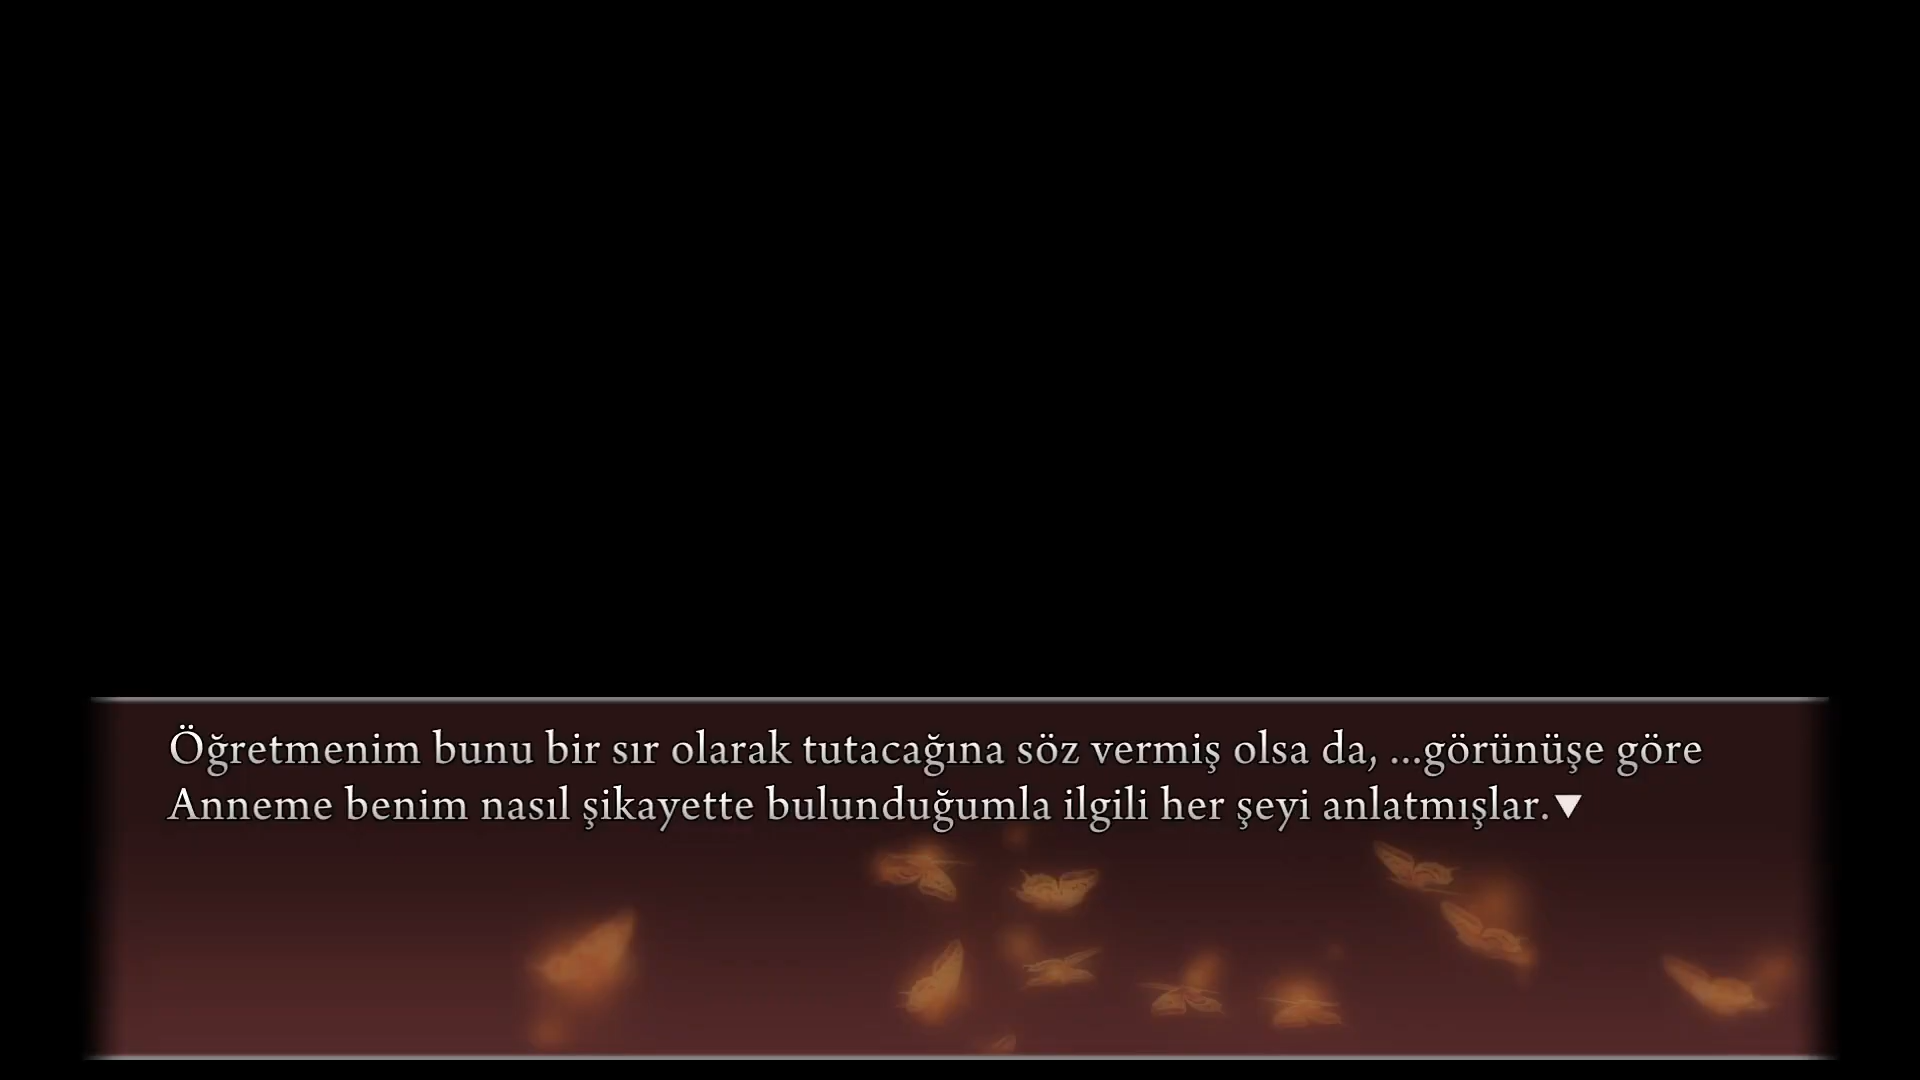 Öğretmenim bunu bir sır olarak tutacağına söz vermiş olsa da, ...görünüşe göre
Anneme benim nasıl şikayette bulunduğumla ilgili her şeyi anlatmışlar.▼